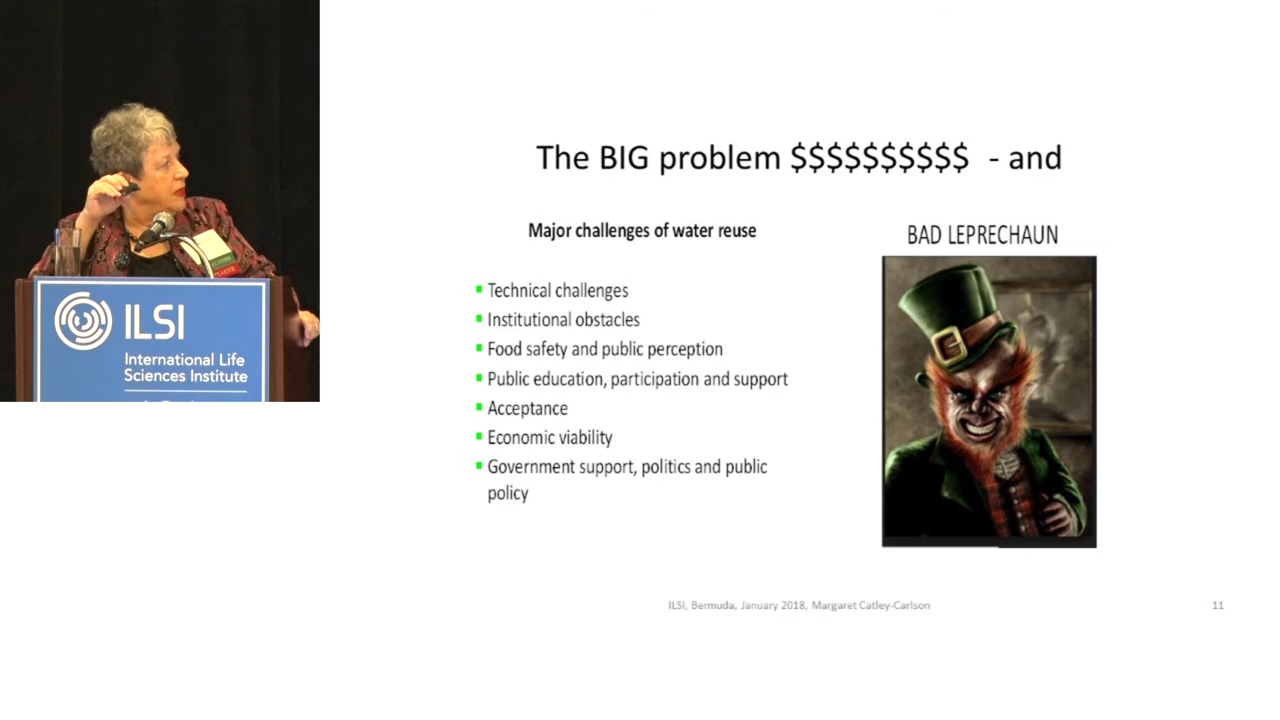 The BIG problem $$$$$$$$$$ - and
Major challenges of water reuse
BAD LEPRECHAUN
Technical challenges
Institutional obstacles
Food safety and public perception
Public education, participation and support
Acceptance
Economic viability
Government support, politics and public
policy
ILSI
International Life
Sciences Institute
ILSI, Bermuda, January 2018, Margaret Catley-Carlson
11